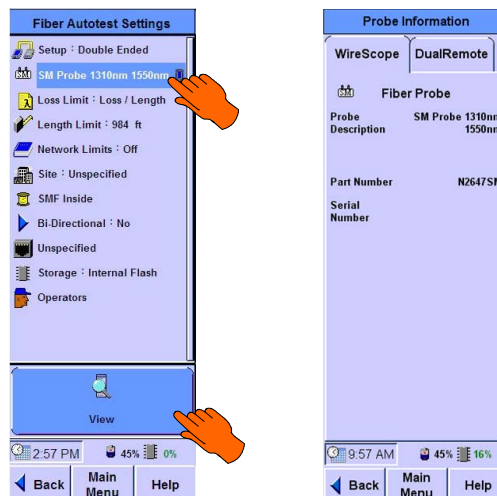 Fiber Autotest Settings
Setup : Double Ended
SM Probe 1310nm 1550nm
Loss Limit : Loss / Length
Length Limit : 984 ft
Network Limits : Off
Site : Unspecified
SMF Inside
Bi-Directional : No
Unspecified
Storage : Internal Flash
Operators
View
2:57 PM 45% 0%
Back Main Menu Help
Probe Information
WireScope DualRemote
Fiber Probe
Probe Description SM Probe 1310nm 1550nm
Part Number N2647SM
Serial Number
9:57 AM 45% 16%
Back Main Menu Help